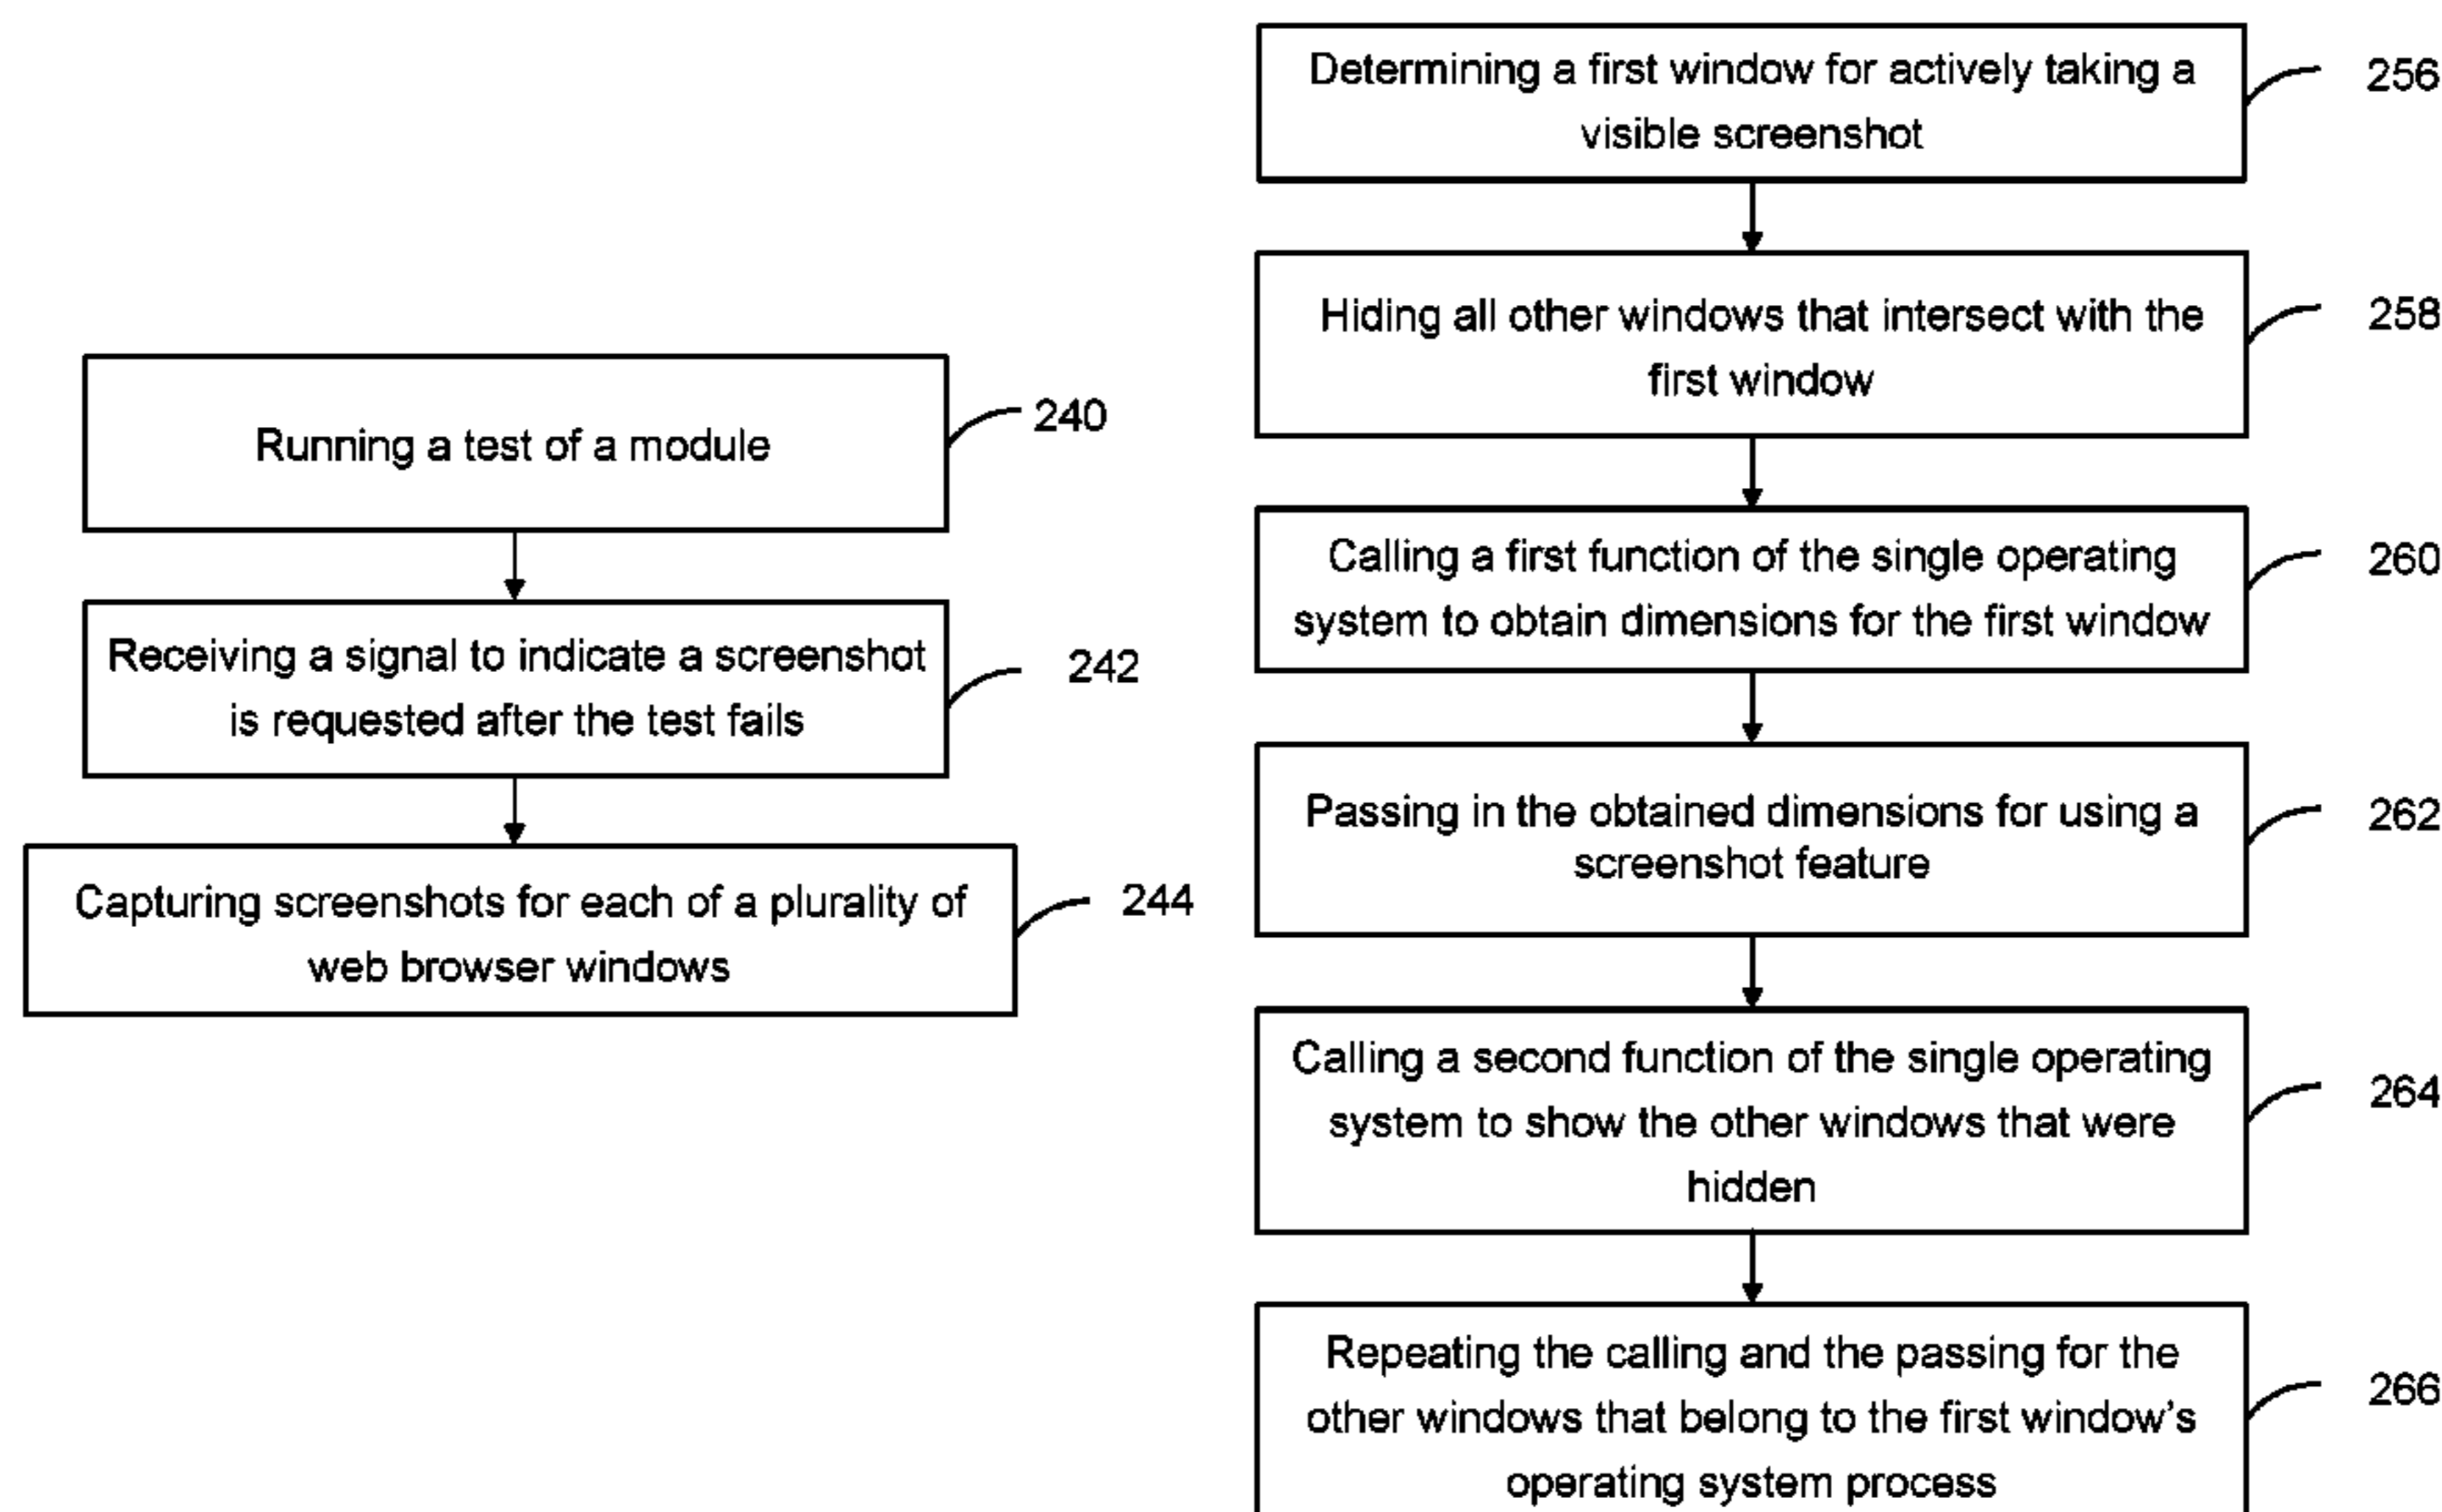 Running a test of a module
240
Receiving a signal to indicate a screenshot
is requested after the test fails
242
Capturing screenshots for each of a plurality of
web browser windows
244
Determining a first window for actively taking a
visible screenshot
256
Hiding all other windows that intersect with the
first window
258
Calling a first function of the single operating
system to obtain dimensions for the first window
260
Passing in the obtained dimensions for using a
screenshot feature
262
Calling a second function of the single operating
system to show the other windows that were
hidden
264
Repeating the calling and the passing for the
other windows that belong to the first window’s
operating system process
266